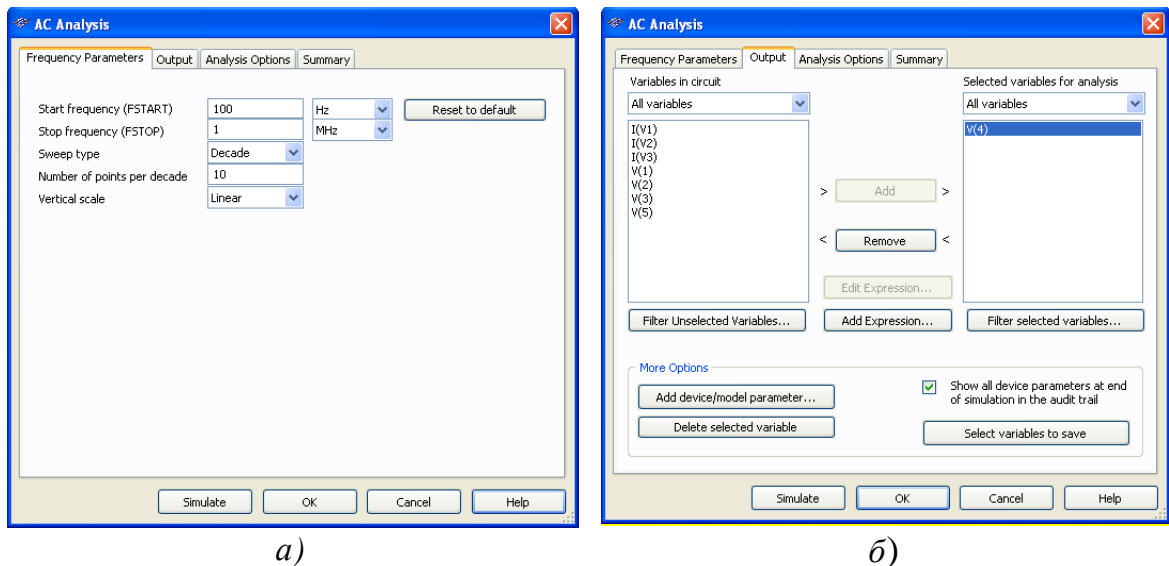 AC Analysis
Frequency Parameters Output Analysis Options Summary
Start frequency (FSTART) 100 Hz Reset to default
Stop frequency (FSTOP) 1 MHz
Sweep type Decade
Number of points per decade 10
Vertical scale Linear
Simulate OK Cancel Help
а)
AC Analysis
Frequency Parameters Output Analysis Options Summary
Variables in circuit Selected variables for analysis
All variables All variables
I(V1) V(4)
I(V2)
I(V3)
V(1)
V(2)
V(3)
V(5)
> Add >
< Remove <
Edit Expression...
Filter Unselected Variables... Add Expression... Filter selected variables...
More Options
Add device/model parameter... Show all device parameters at end
of simulation in the audit trail
Delete selected variable Select variables to save
Simulate OK Cancel Help
б)